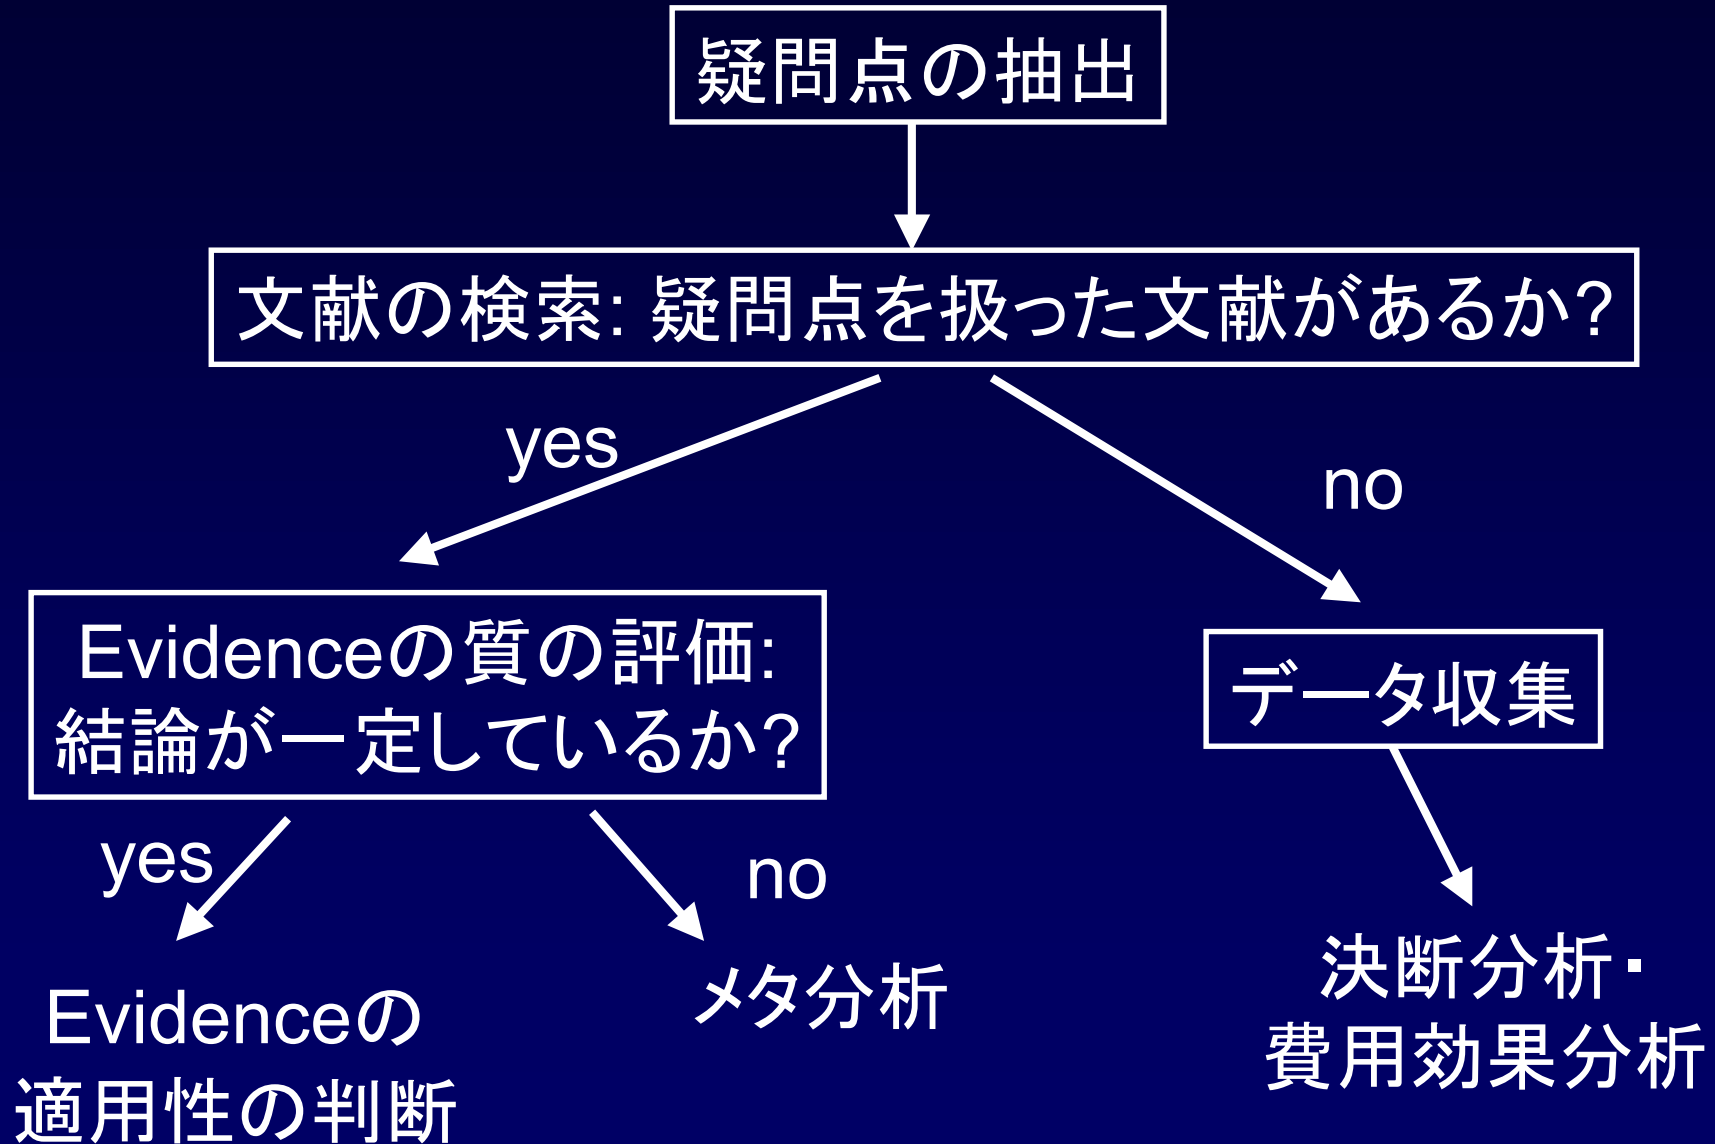 疑問点の抽出
文献の検索: 疑問点を扱った文献があるか?
yes
no
Evidenceの質の評価:
結論が一定しているか?
データ収集
yes
no
Evidenceの
適用性の判断
メタ分析
決断分析・
費用効果分析